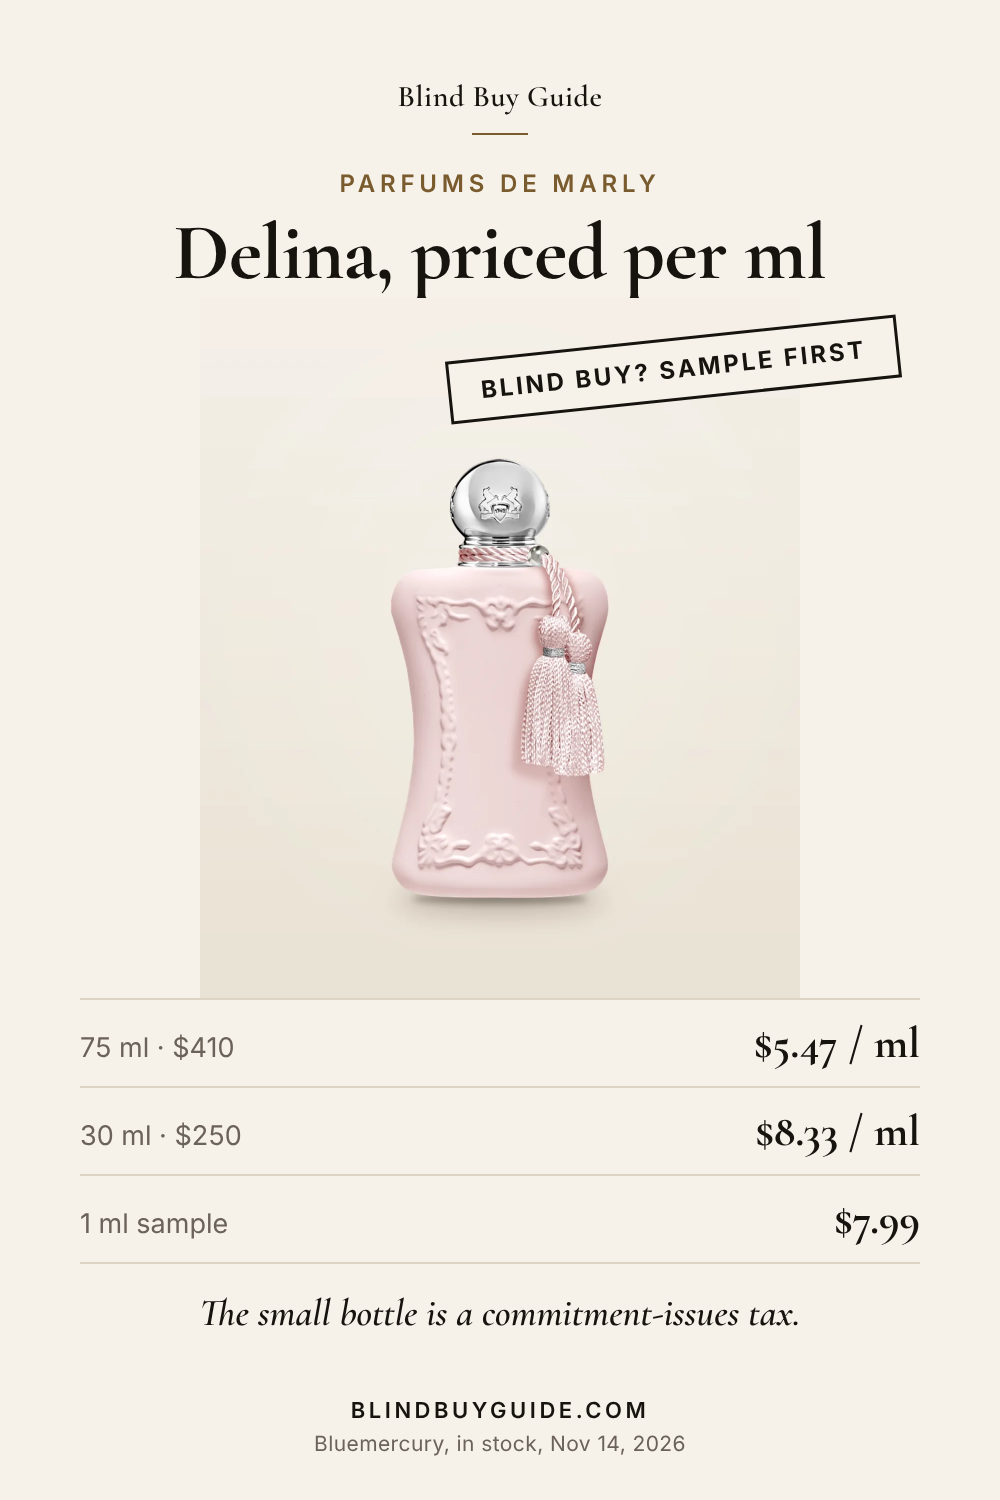 Blind Buy Guide
PARFUMS DE MARLY
Delina, priced per ml
BLIND BUY? SAMPLE FIRST
75 ml · $410
$5.47 / ml
30 ml · $250
$8.33 / ml
1 ml sample
$7.99
The small bottle is a commitment-issues tax.
BLINDBUYGUIDE.COM
Bluemercury, in stock, Nov 14, 2026